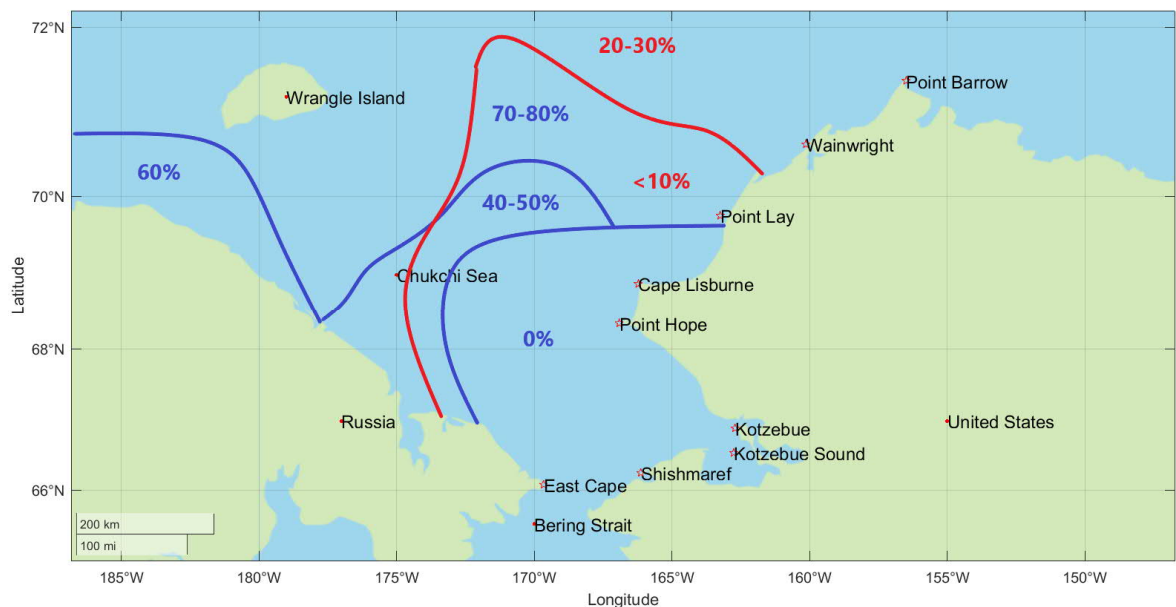 72°N
20-30%
Point Barrow
Wrangle Island
70-80%
Wainwright
60%
<10%
70°N
40-50%
Point Lay
Chukchi Sea
Cape Lisburne
Latitude
Point Hope
0%
68°N
Russia
Kotzebue
United States
Kotzebue Sound
Shishmaref
East Cape
66°N
Bering Strait
200 km
100 mi
185°W 180°W 175°W 170°W 165°W 160°W 155°W 150°W
Longitude